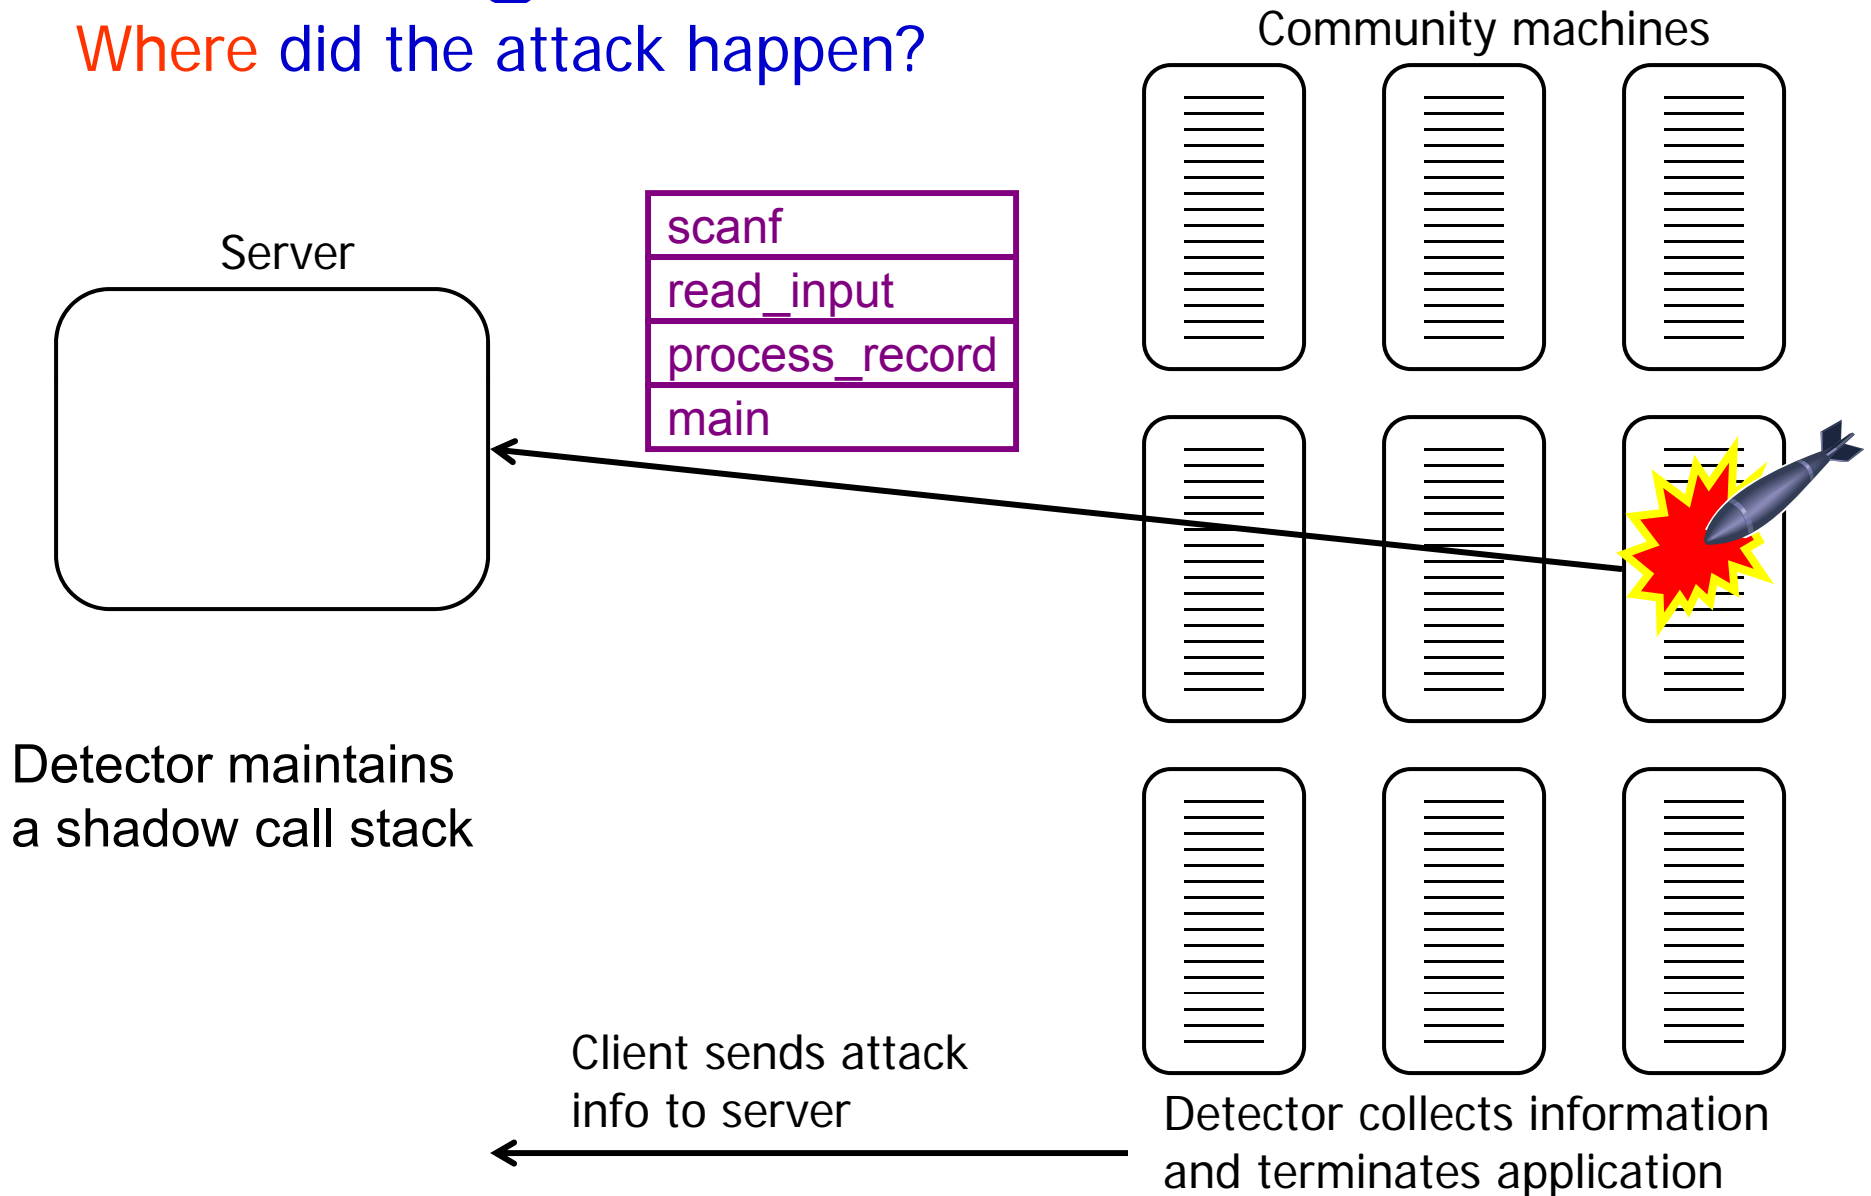 Where did the attack happen?
Community machines
Server
scanf
read_input
process_record
main
Detector maintains
a shadow call stack
Client sends attack
info to server
Detector collects information
and terminates application